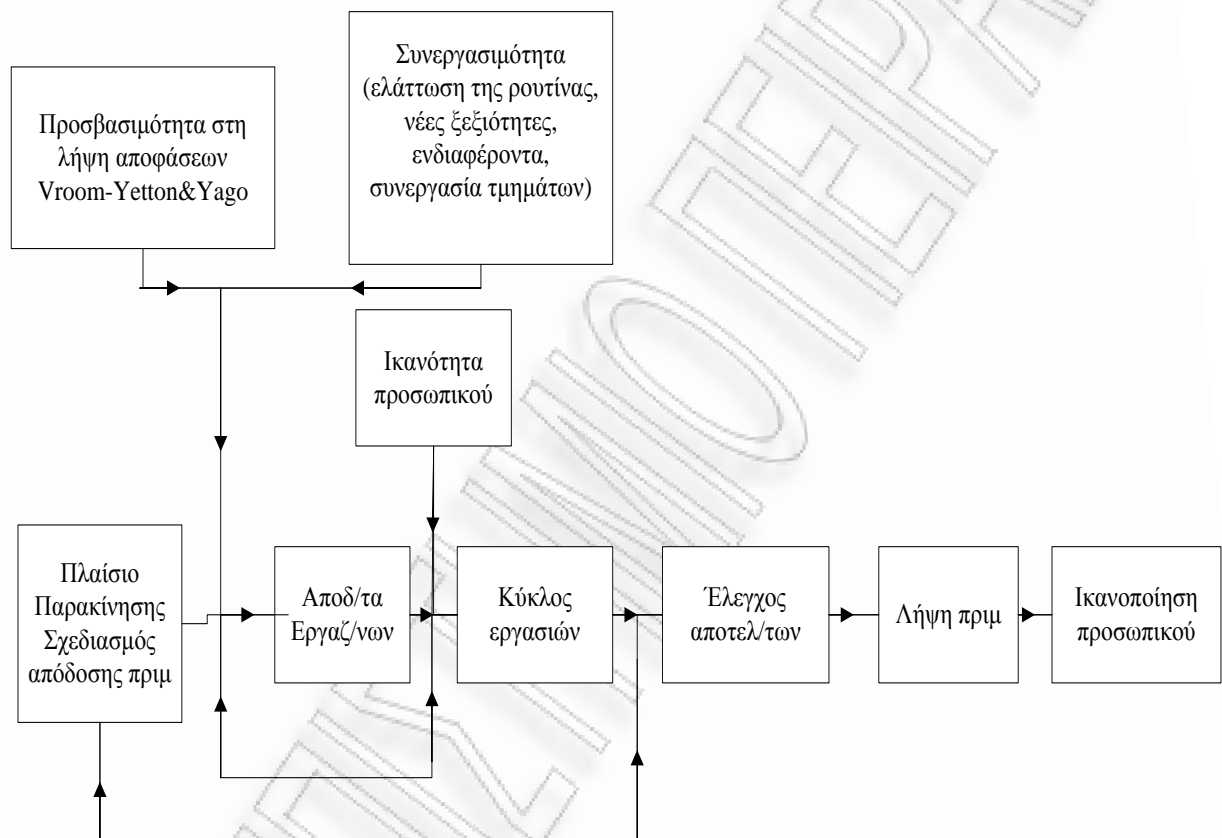 Προσβασιμότητα στη
λήψη αποφάσεων
Vroom-Yetton&Yago
Συνεργασιμότητα
(ελάττωση της ρουτίνας,
νέες ξεξιότητες,
ενδιαφέροντα,
συνεργασία τμημάτων)
Ικανότητα
προσωπικού
Πλαίσιο
Παρακίνησης
Σχεδιασμός
απόδοσης πριμ
Αποδ/τα
Εργαζ/νων
Κύκλος
εργασιών
Έλεγχος
αποτελ/των
Λήψη πριμ
Ικανοποίηση
προσωπικού